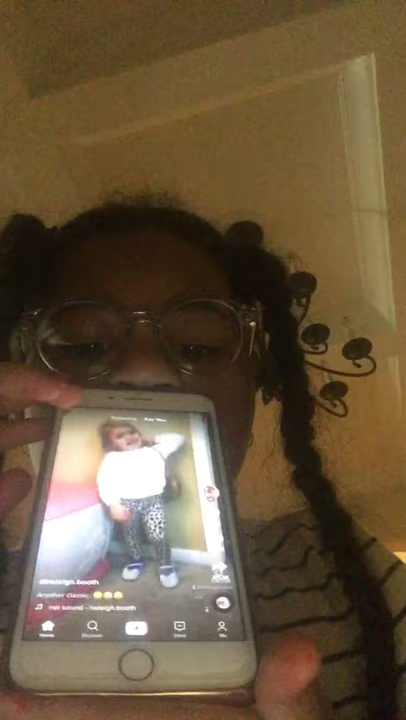 Following For You
@haleigh.booth
Another classic 😂😂😂
nal sound - haleigh.booth
Home
Discover
Inbox
Me